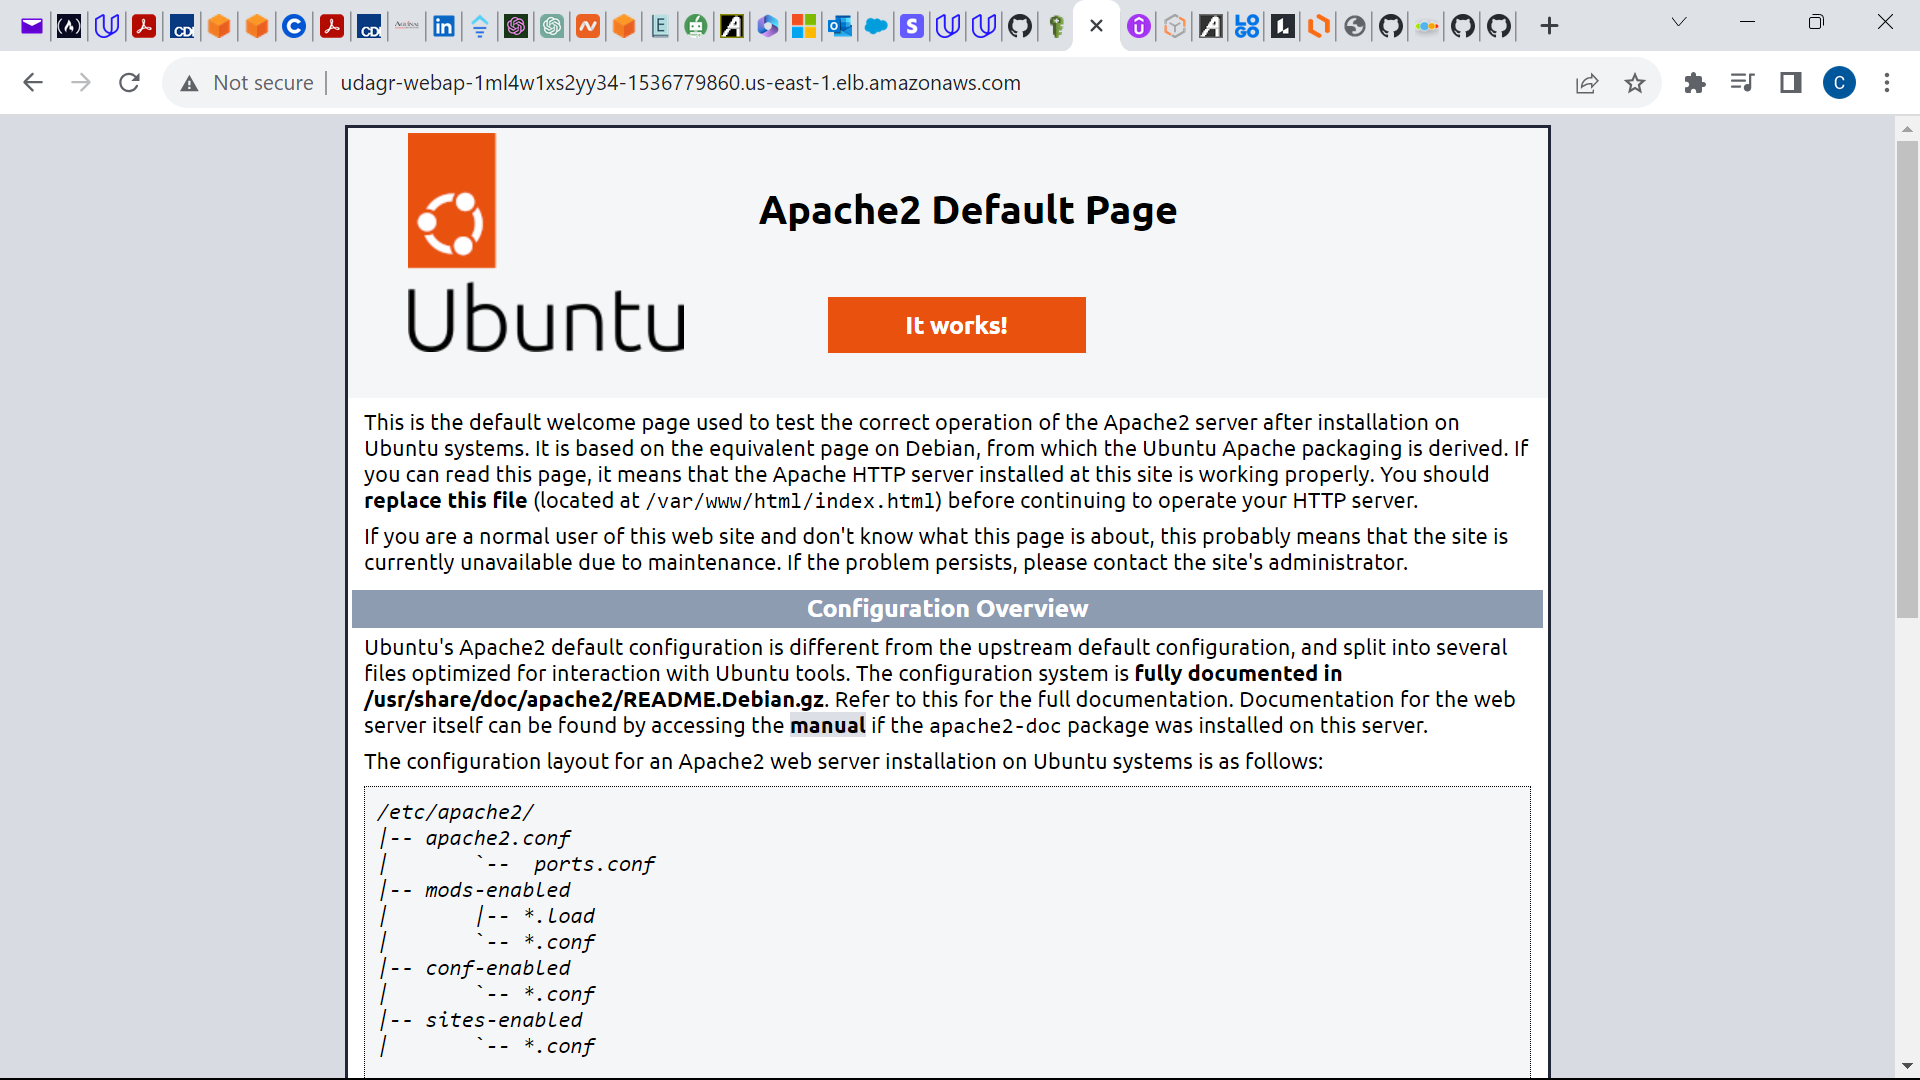 Not secure
udagr-webap-1ml4w1xs2yy34-1536779860.us-east-1.elb.amazonaws.com
C
Ubuntu
Apache2 Default Page
It works!
This is the default welcome page used to test the correct operation of the Apache2 server after installation on
Ubuntu systems. It is based on the equivalent page on Debian, from which the Ubuntu Apache packaging is derived. If
you can read this page, it means that the Apache HTTP server installed at this site is working properly. You should
replace this file (located at /var/www/html/index.html) before continuing to operate your HTTP server.
If you are a normal user of this web site and don't know what this page is about, this probably means that the site is
currently unavailable due to maintenance. If the problem persists, please contact the site's administrator.
Configuration Overview
Ubuntu's Apache2 default configuration is different from the upstream default configuration, and split into several
files optimized for interaction with Ubuntu tools. The configuration system is fully documented in
/usr/share/doc/apache2/README.Debian.gz. Refer to this for the full documentation. Documentation for the web
server itself can be found by accessing the manual if the apache2-doc package was installed on this server.
The configuration layout for an Apache2 web server installation on Ubuntu systems is as follows:
/etc/apache2/
|-- apache2.conf
|       `--  ports.conf
|-- mods-enabled
|       |-- *.load
|       `-- *.conf
|-- conf-enabled
|       `-- *.conf
|-- sites-enabled
|       `-- *.conf